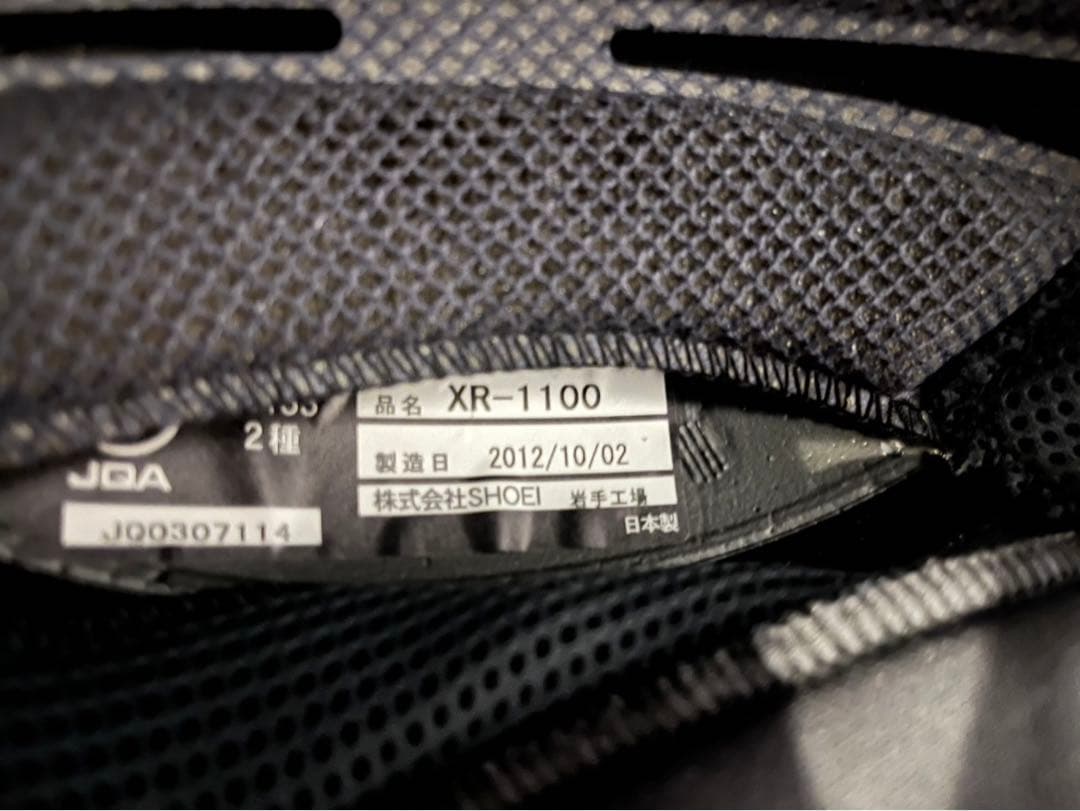 2種
JQA
JQ0307114
品名 XR-1100
製造日 2012/10/02
株式会社SHOEI 岩手工場
日本製